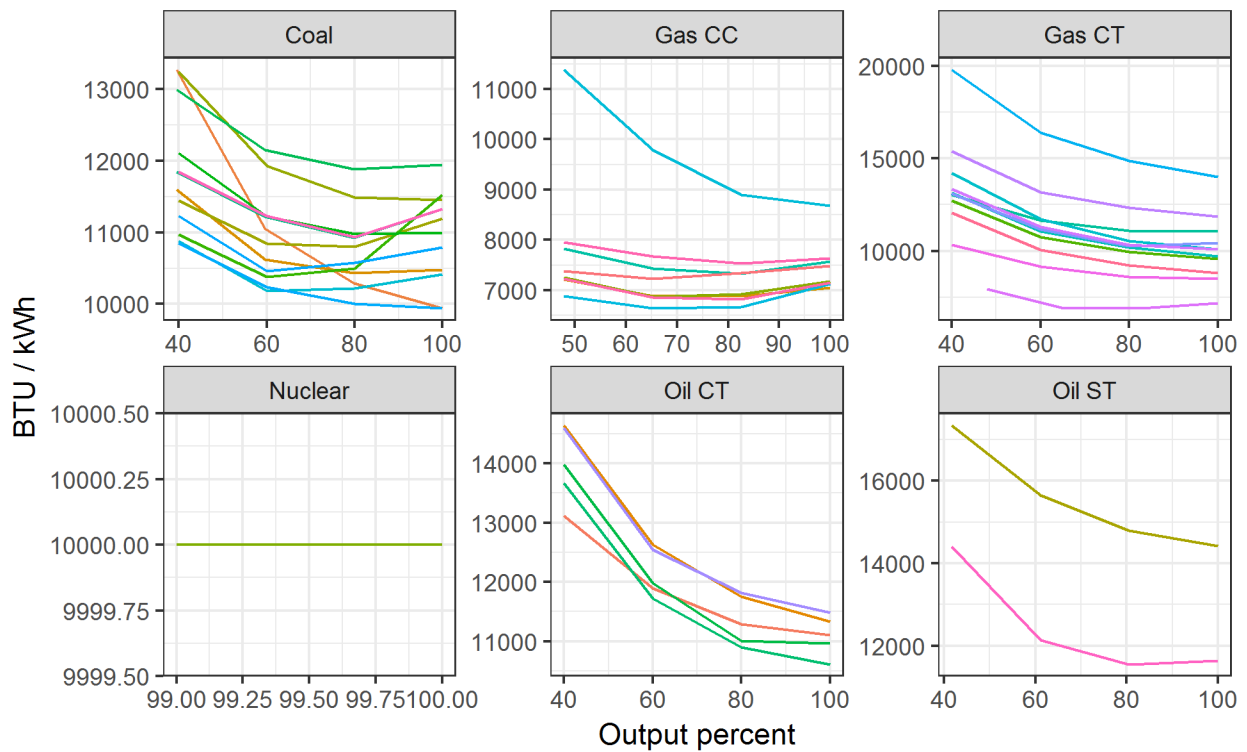 Coal
Gas CC
Gas CT
13000
12000
11000
10000
40 60 80 100
11000
10000
9000
8000
7000
50 60 70 80 90 100
20000
15000
10000
40 60 80 100
BTU / kWh
Nuclear
Oil CT
Oil ST
10000.50
10000.25
10000.00
9999.75
9999.50
99.00 99.25 99.50 99.75 100.00
14000
13000
12000
11000
40 60 80 100
16000
14000
12000
40 60 80 100
Output percent